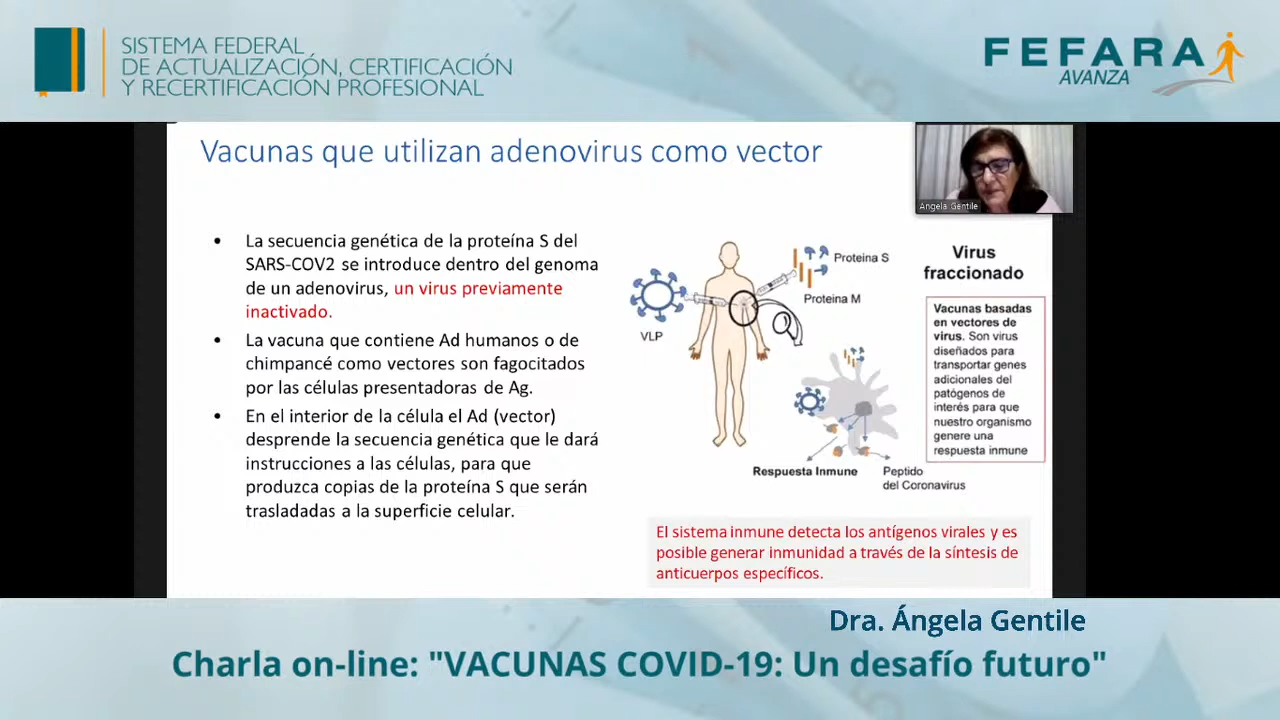 SISTEMA FEDERAL
DE ACTUALIZACIÓN, CERTIFICACIÓN
Y RECERTIFICACIÓN PROFESIONAL
FEFARA
AVANZA
Vacunas que utilizan adenovirus como vector
Angela Gentile
La secuencia genética de la proteína S del
SARS-COV2 se introduce dentro del genoma
de un adenovirus, un virus previamente
inactivado.
La vacuna que contiene Ad humanos o de
chimpancé como vectores son fagocitados
por las células presentadoras de Ag.
En el interior de la célula el Ad (vector)
desprende la secuencia genética que le dará
instrucciones a las células, para que
produzca copias de la proteína S que serán
trasladadas a la superficie celular.
VLP
Proteina S
Proteina M
Respuesta Inmune
Peptido
del Coronavirus
Virus
fraccionado
Vacunas basadas
en vectores de
virus. Son virus
diseñados para
transportar genes
adicionales del
patógenos de
interés para que
nuestro organismo
genere una
respuesta inmune
El sistema inmune detecta los antígenos virales y es
posible generar inmunidad a través de la síntesis de
anticuerpos específicos.
Dra. Ángela Gentile
Charla on-line: "VACUNAS COVID-19: Un desafío futuro"